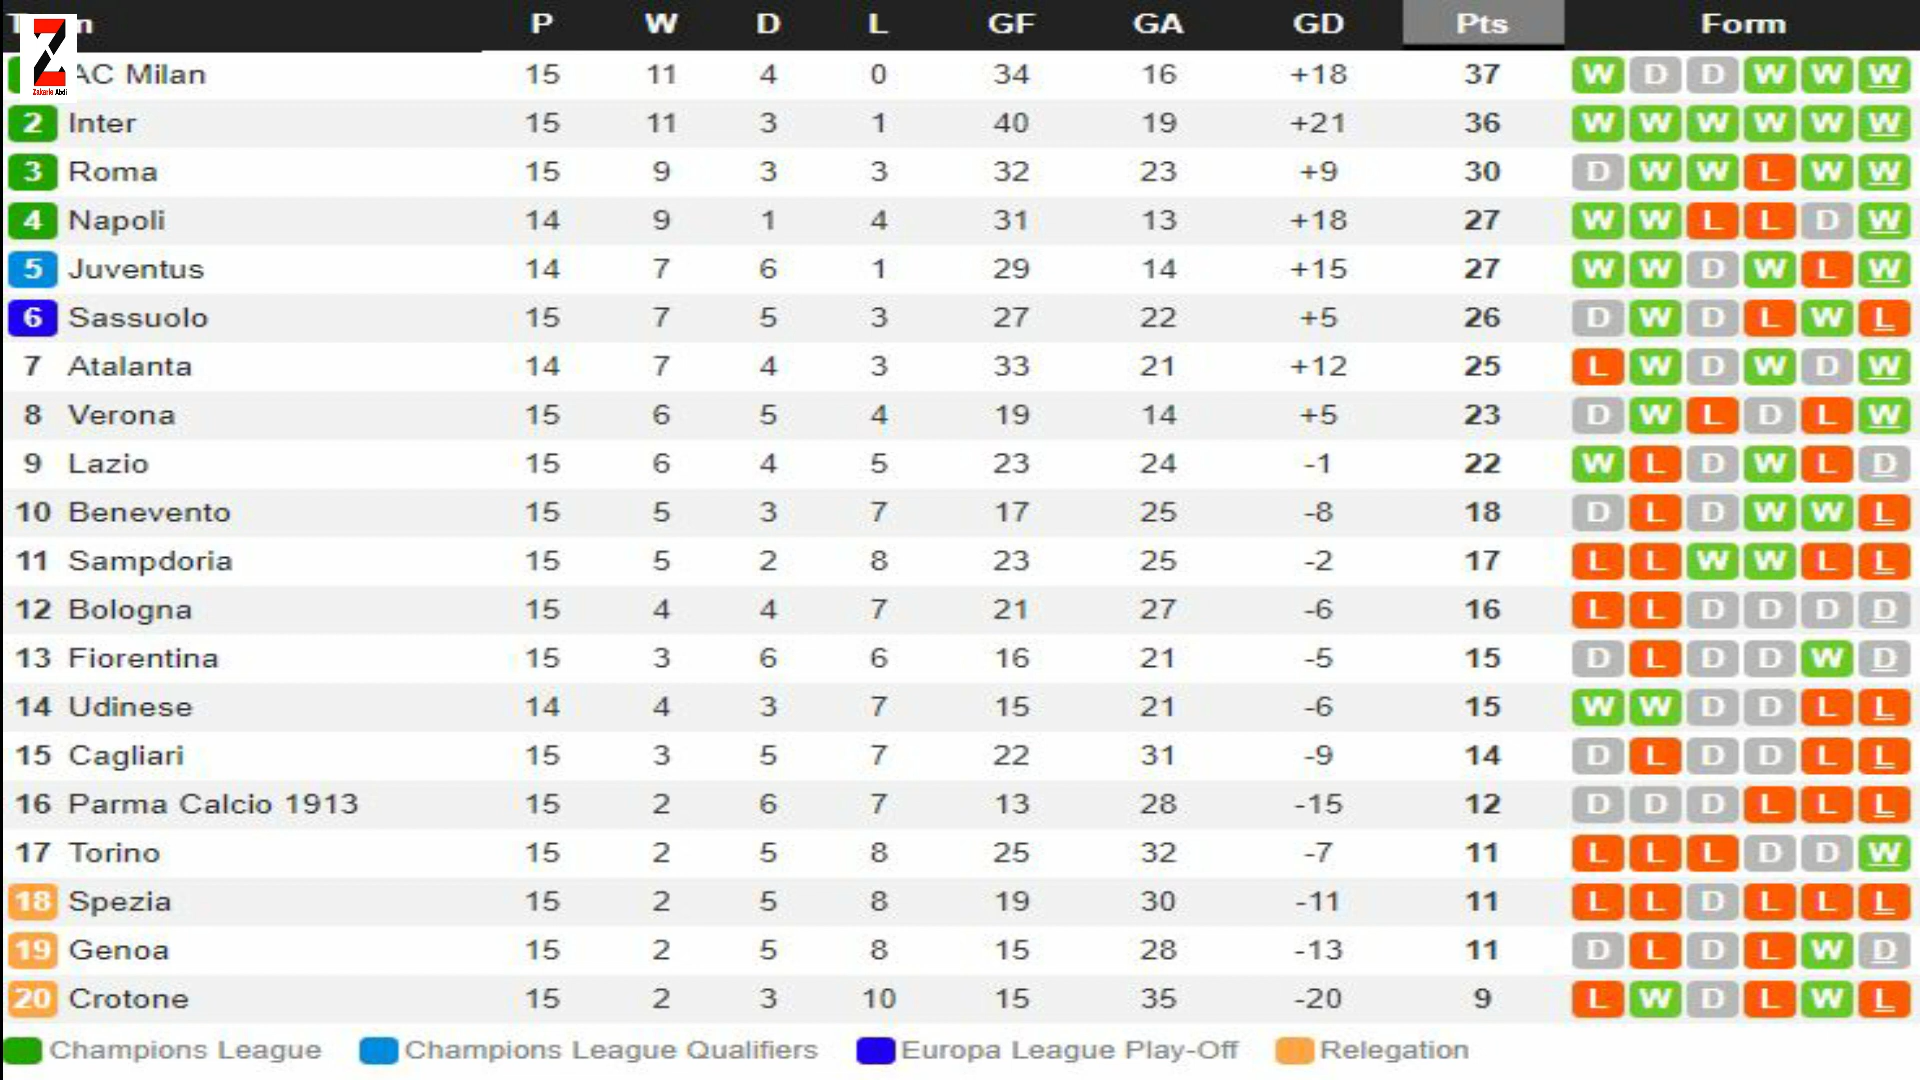 P W D L GF GA GD Pts Form
Zakarie Abdi
AC Milan 15 11 4 0 34 16 +18 37 W D D W W W
2 Inter 15 11 3 1 40 19 +21 36 W W W W W W
3 Roma 15 9 3 3 32 23 +9 30 D W W L W W
4 Napoli 14 9 1 4 31 13 +18 27 W W L L D W
5 Juventus 14 7 6 1 29 14 +15 27 W W D W L W
6 Sassuolo 15 7 5 3 27 22 +5 26 D W D L W L
7 Atalanta 14 7 4 3 33 21 +12 25 L W D W D W
8 Verona 15 6 5 4 19 14 +5 23 D W L D L W
9 Lazio 15 6 4 5 23 24 -1 22 W L D W L D
10 Benevento 15 5 3 7 17 25 -8 18 D L D W W L
11 Sampdoria 15 5 2 8 23 25 -2 17 L L W W L L
12 Bologna 15 4 4 7 21 27 -6 16 L L D D D D
13 Fiorentina 15 3 6 6 16 21 -5 15 D L D D W D
14 Udinese 14 4 3 7 15 21 -6 15 W W D D L L
15 Cagliari 15 3 5 7 22 31 -9 14 D L D D L L
16 Parma Calcio 1913 15 2 6 7 13 28 -15 12 D D D L L L
17 Torino 15 2 5 8 25 32 -7 11 L L L D D W
18 Spezia 15 2 5 8 19 30 -11 11 L L D L L L
19 Genoa 15 2 5 8 15 28 -13 11 D L D L W D
20 Crotone 15 2 3 10 15 35 -20 9 L W D L W L
Champions League Champions League Qualifiers Europa League Play-Off Relegation